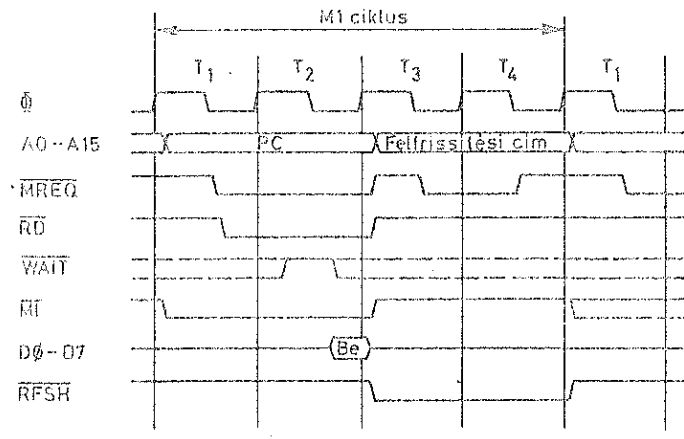 M1 ciklus
T1 T2 T3 T4 T1
Φ
A0-A15 PC Felfrissítési cím
MREQ
RD
WAIT
M1
DØ-D7 Be
RFSH